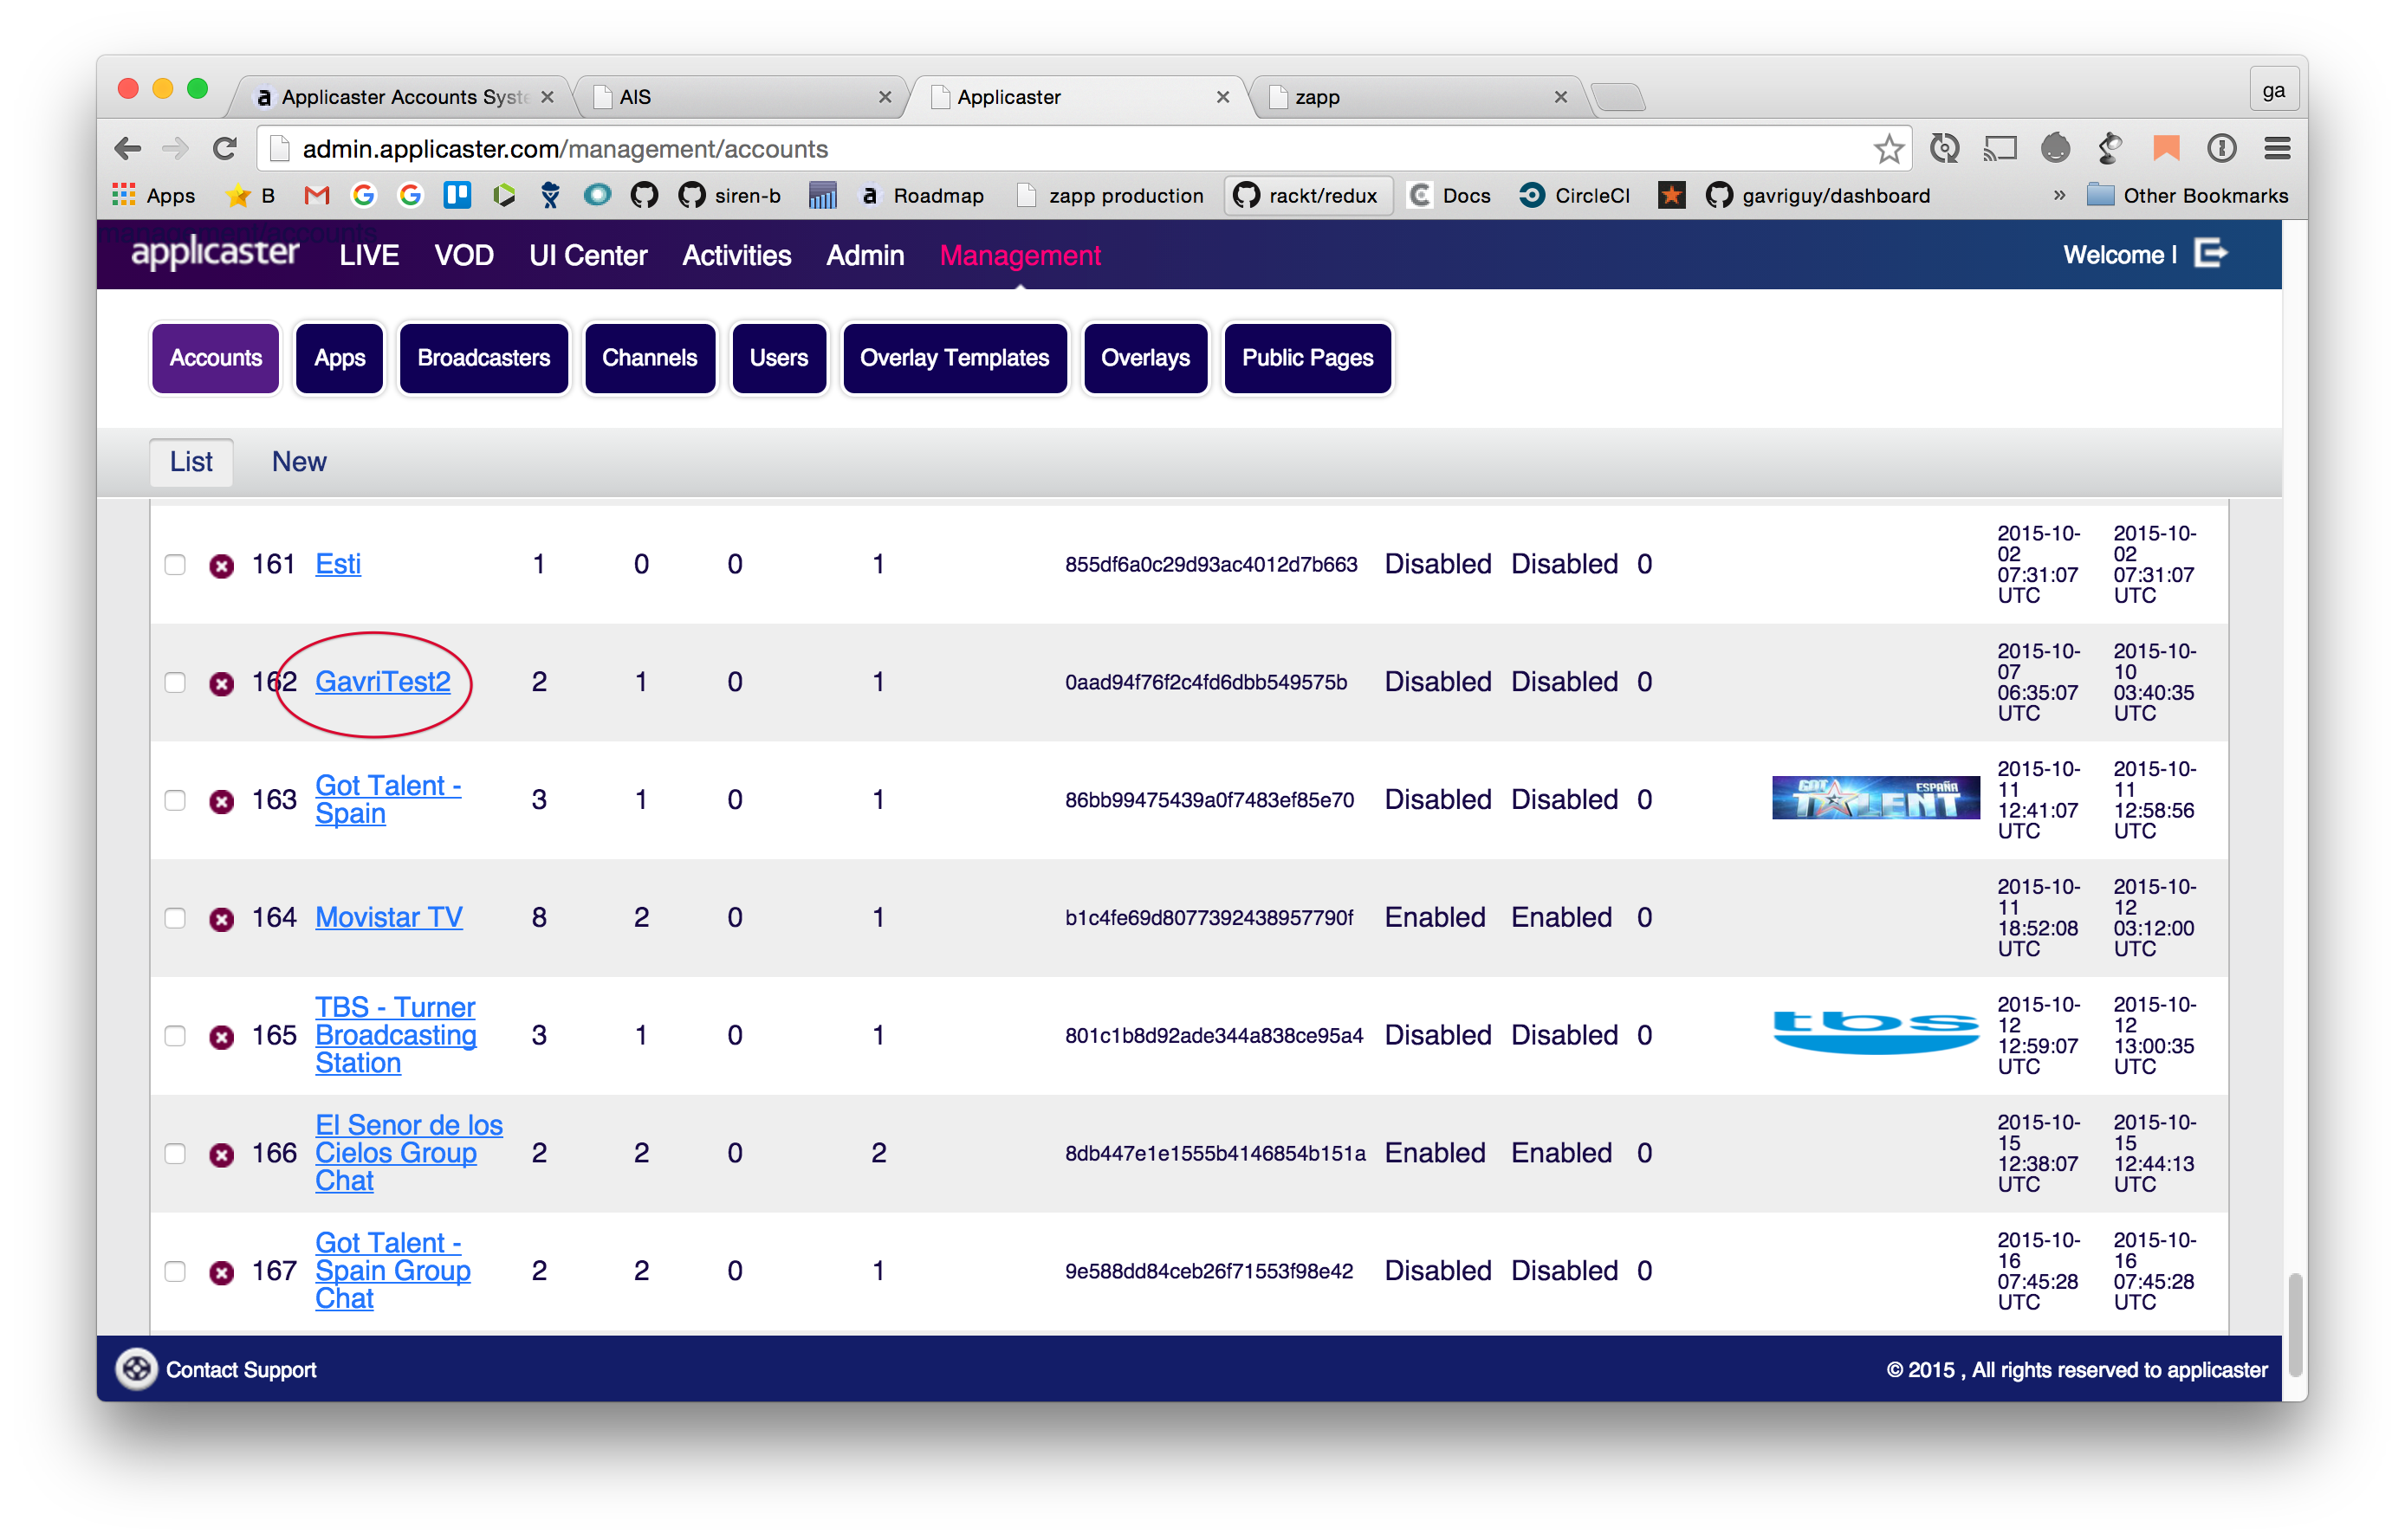 Applicaster Accounts Syste
AIS
Applicaster
zapp
ga
admin.applicaster.com/management/accounts
Apps B siren-b Roadmap zapp production rackt/redux Docs CircleCI gavriguy/dashboard » Other Bookmarks
management/accounts
applicaster LIVE VOD UI Center Activities Admin Management Welcome I
Accounts Apps Broadcasters Channels Users Overlay Templates Overlays Public Pages
List New
161 Esti 1 0 0 1 855df6a0c29d93ac4012d7b663 Disabled Disabled 0
2015-10-
02
07:31:07
UTC
2015-10-
02
07:31:07
UTC
162 GavriTest2 2 1 0 1 0aad94f76f2c4fd6dbb549575b Disabled Disabled 0
2015-10-
07
06:35:07
UTC
2015-10-
10
03:40:35
UTC
163 Got Talent -
Spain
3 1 0 1 86bb99475439a0f7483ef85e70 Disabled Disabled 0
GOT ESPAÑA
TALENT
2015-10-
11
12:41:07
UTC
2015-10-
11
12:58:56
UTC
164 Movistar TV 8 2 0 1 b1c4fe69d8077392438957790f Enabled Enabled 0
2015-10-
11
18:52:08
UTC
2015-10-
12
03:12:00
UTC
165 TBS - Turner
Broadcasting
Station
3 1 0 1 801c1b8d92ade344a838ce95a4 Disabled Disabled 0
tbs
2015-10-
12
12:59:07
UTC
2015-10-
12
13:00:35
UTC
166 El Senor de los
Cielos Group
Chat
2 2 0 2 8db447e1e1555b4146854b151a Enabled Enabled 0
2015-10-
15
12:38:07
UTC
2015-10-
15
12:44:13
UTC
167 Got Talent -
Spain Group
Chat
2 2 0 1 9e588dd84ceb26f71553f98e42 Disabled Disabled 0
2015-10-
16
07:45:28
UTC
2015-10-
16
07:45:28
UTC
Contact Support
© 2015 , All rights reserved to applicaster